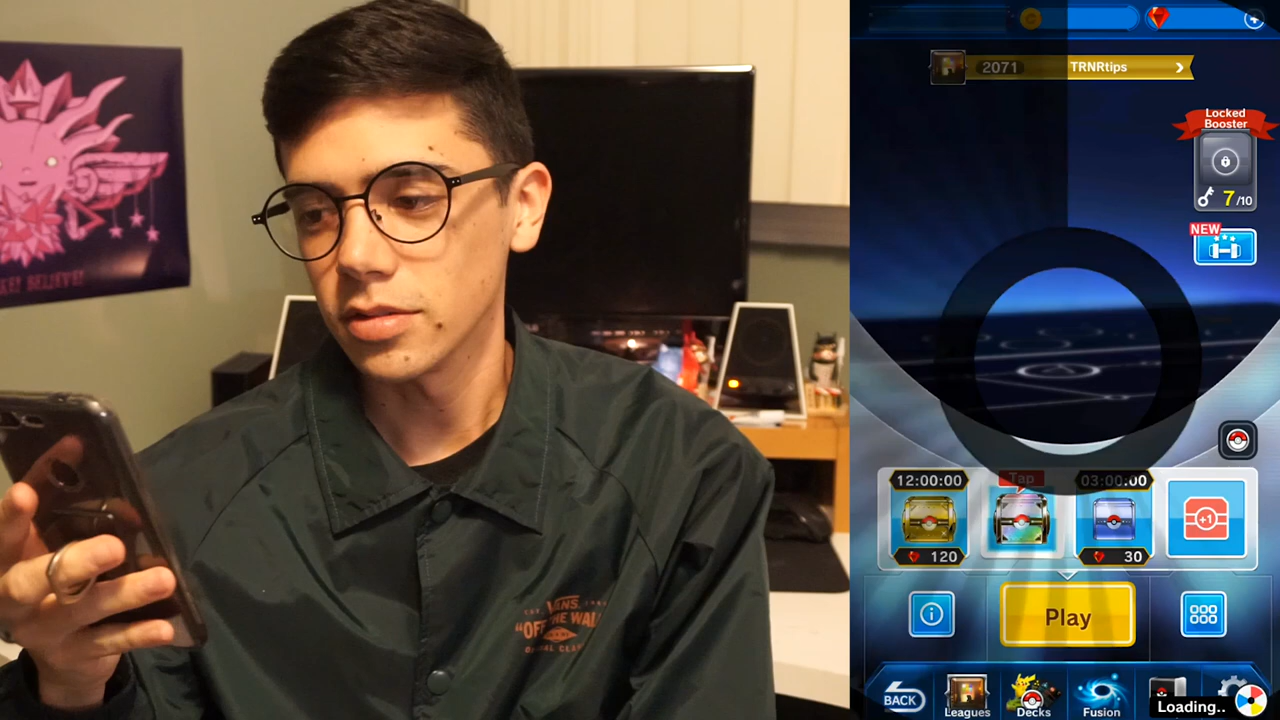 2071 TRNRtips
Locked
Booster
7/10
NEW
12:00:00
Tap
03:00:00
+1
120
30
Play
BACK
Leagues
Decks
Fusion
Loading..
BELIEVE!
VANS
"OFF THE WALL"